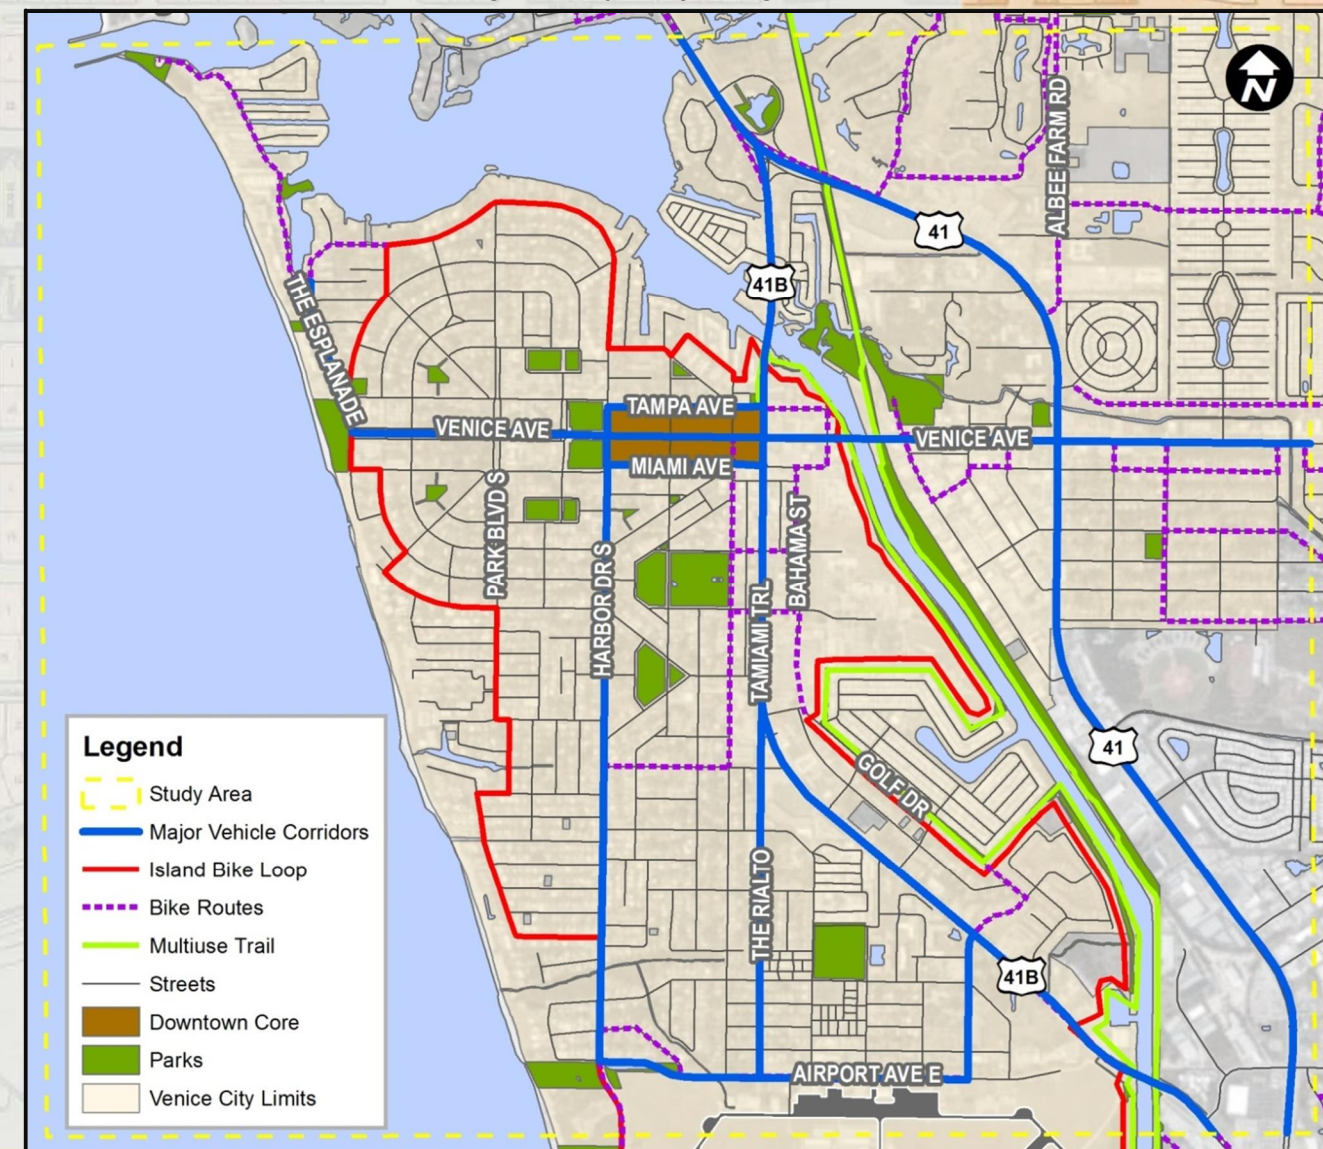 N
ALBEE FARM RD
41
41B
THE ESPLANADE
TAMPA AVE
VENICE AVE
VENICE AVE
MIAMI AVE
PARK BLVD S
HARBOR DR S
BAHAMA ST
TAMIAMI TRL
41
GOLF DR
THE RIALTO
41B
AIRPORT AVE E
Legend
Study Area
Major Vehicle Corridors
Island Bike Loop
Bike Routes
Multiuse Trail
Streets
Downtown Core
Parks
Venice City Limits